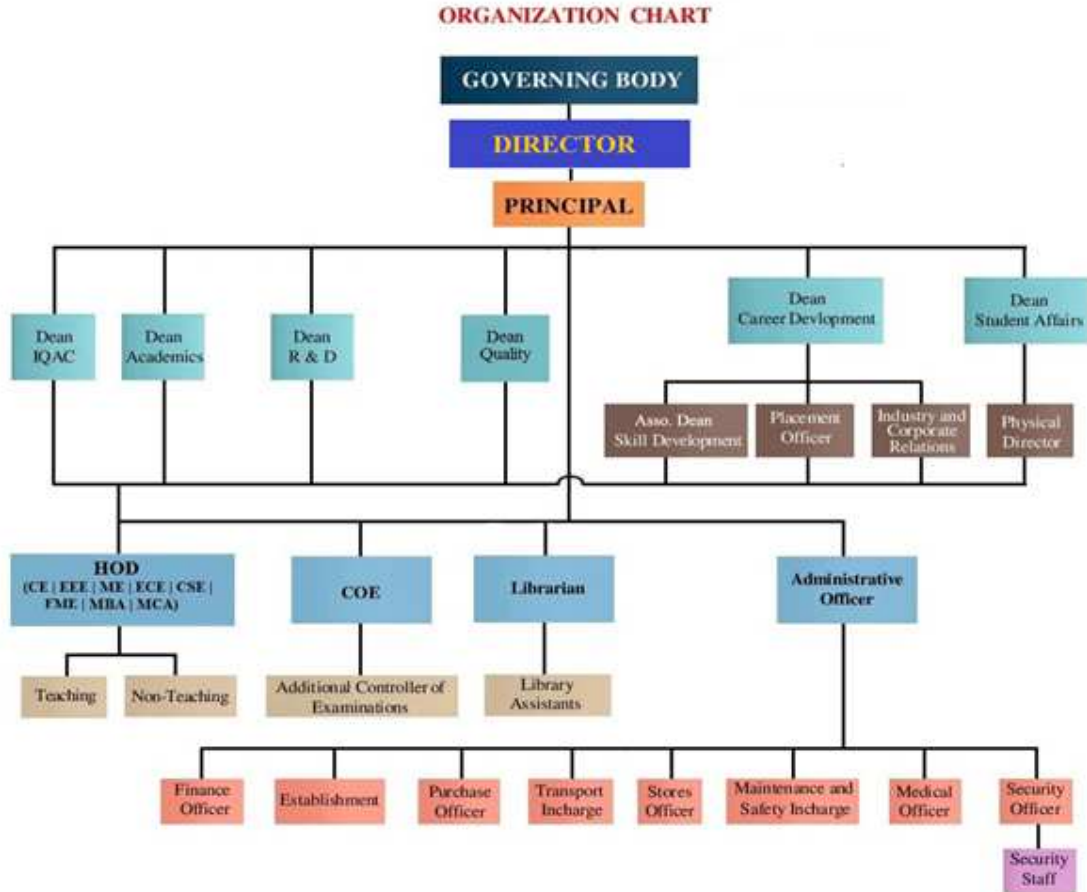 ORGANIZATION CHART
GOVERNING BODY
DIRECTOR
PRINCIPAL
Dean
IQAC
Dean
Academics
Dean
R & D
Dean
Quality
Dean
Career Devlopment
Dean
Student Affairs
Asso. Dean
Skill Development
Placement
Officer
Industry and
Corporate
Relations
Physical
Director
HOD
(CE | EEE | ME | ECE | CSE |
FME | MBA | MCA)
COE
Librarian
Administrative
Officer
Teaching
Non-Teaching
Additional Controller of
Examinations
Library
Assistants
Finance
Officer
Establishment
Purchase
Officer
Transport
Incharge
Stores
Officer
Maintenance and
Safety Incharge
Medical
Officer
Security
Officer
Security
Staff